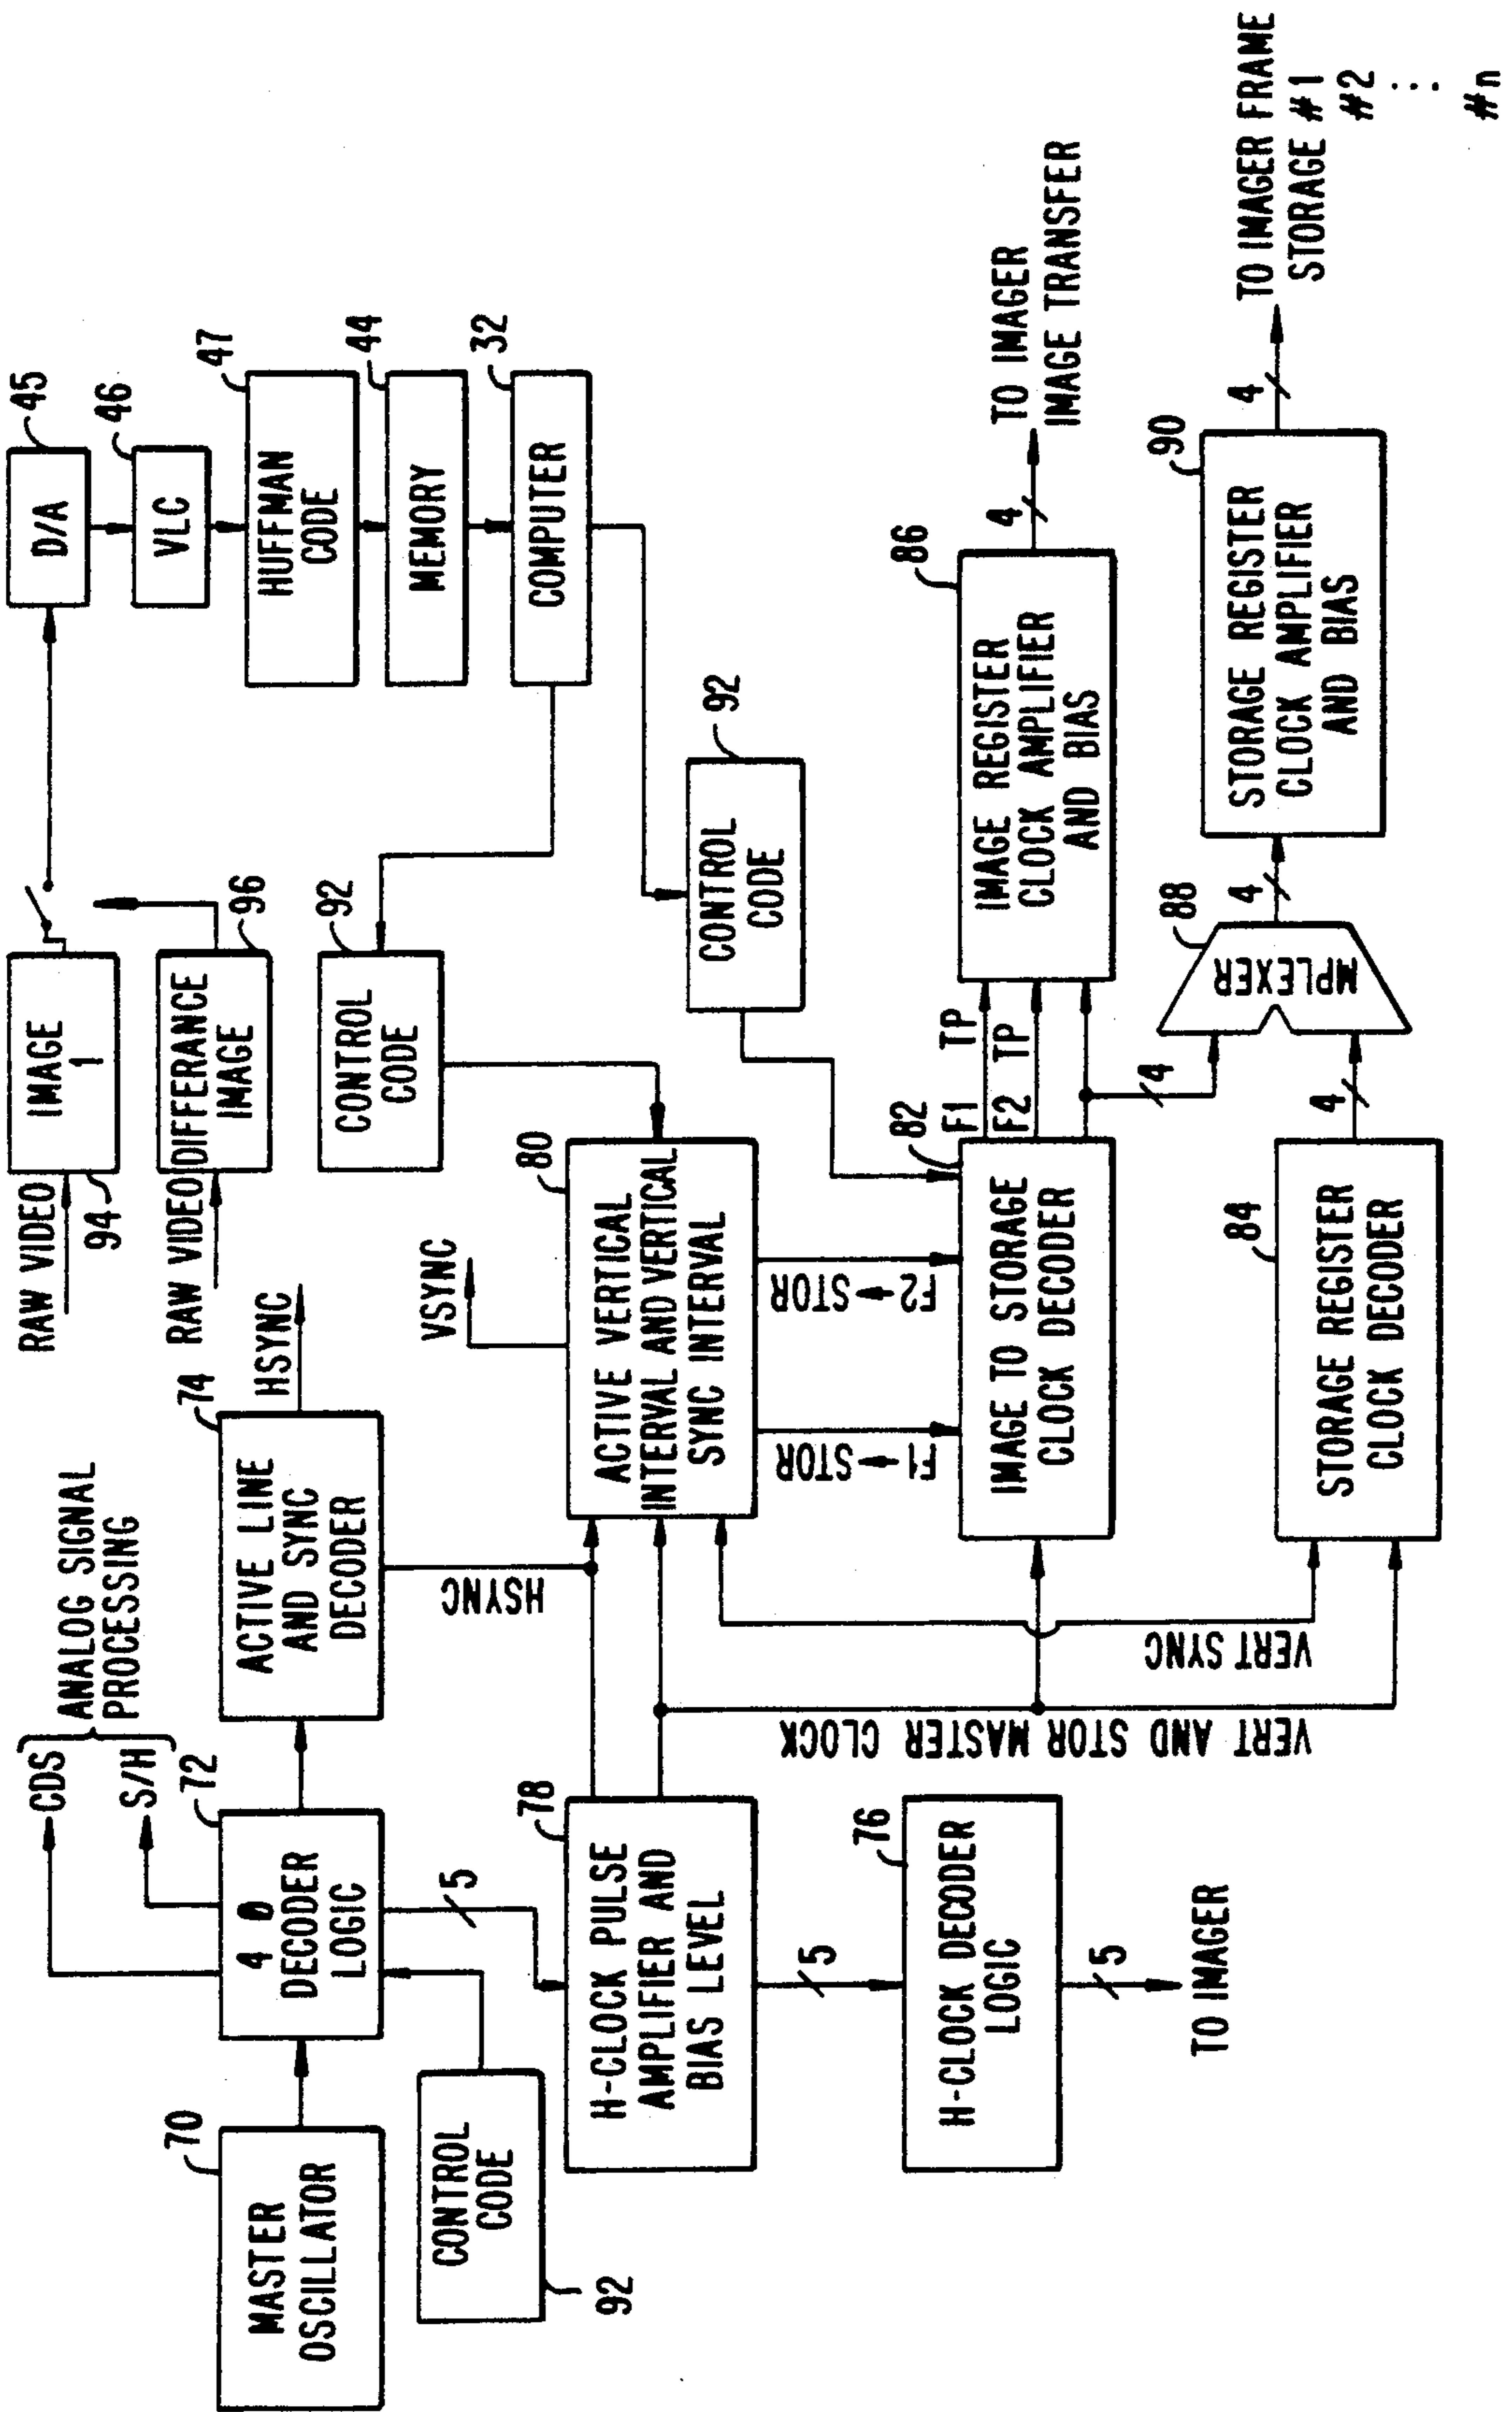 RAW VIDEO
IMAGE
1
94
RAW VIDEO
DIFFERANCE
IMAGE
96
D/A
45
VLC
46
HUFFMAN
CODE
47
MEMORY
44
COMPUTER
32
CONTROL
CODE
92
CONTROL
CODE
92
ANALOG SIGNAL
PROCESSING
CDS
S/H
MASTER
OSCILLATOR
70
4 Ø
DECODER
LOGIC
72
ACTIVE LINE
AND SYNC
DECODER
74
HSYNC
HSYNC
CONTROL
CODE
92
5
H-CLOCK PULSE
AMPLIFIER AND
BIAS LEVEL
78
5
H-CLOCK DECODER
LOGIC
76
5
TO IMAGER
VSYNC
ACTIVE VERTICAL
INTERVAL AND VERTICAL
SYNC INTERVAL
80
F1→STOR
F2→STOR
VERT AND STOR MASTER CLOCK
VERT SYNC
IMAGE TO STORAGE
CLOCK DECODER
82
F1 TP
F2 TP
4
IMAGE REGISTER
CLOCK AMPLIFIER
AND BIAS
86
4
TO IMAGER
IMAGE TRANSFER
STORAGE REGISTER
CLOCK DECODER
84
4
MPLEXER
88
4
STORAGE REGISTER
CLOCK AMPLIFIER
AND BIAS
90
4
TO IMAGER FRAME
STORAGE #1
#2
⋮
#n